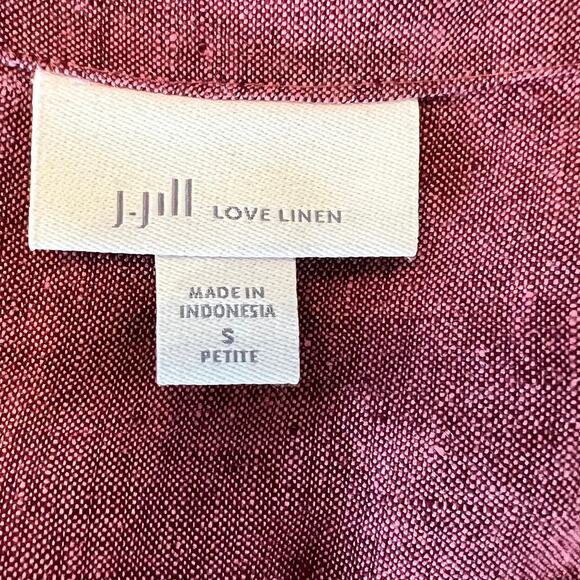 J.Jill LOVE LINEN
MADE IN
INDONESIA
S
PETITE